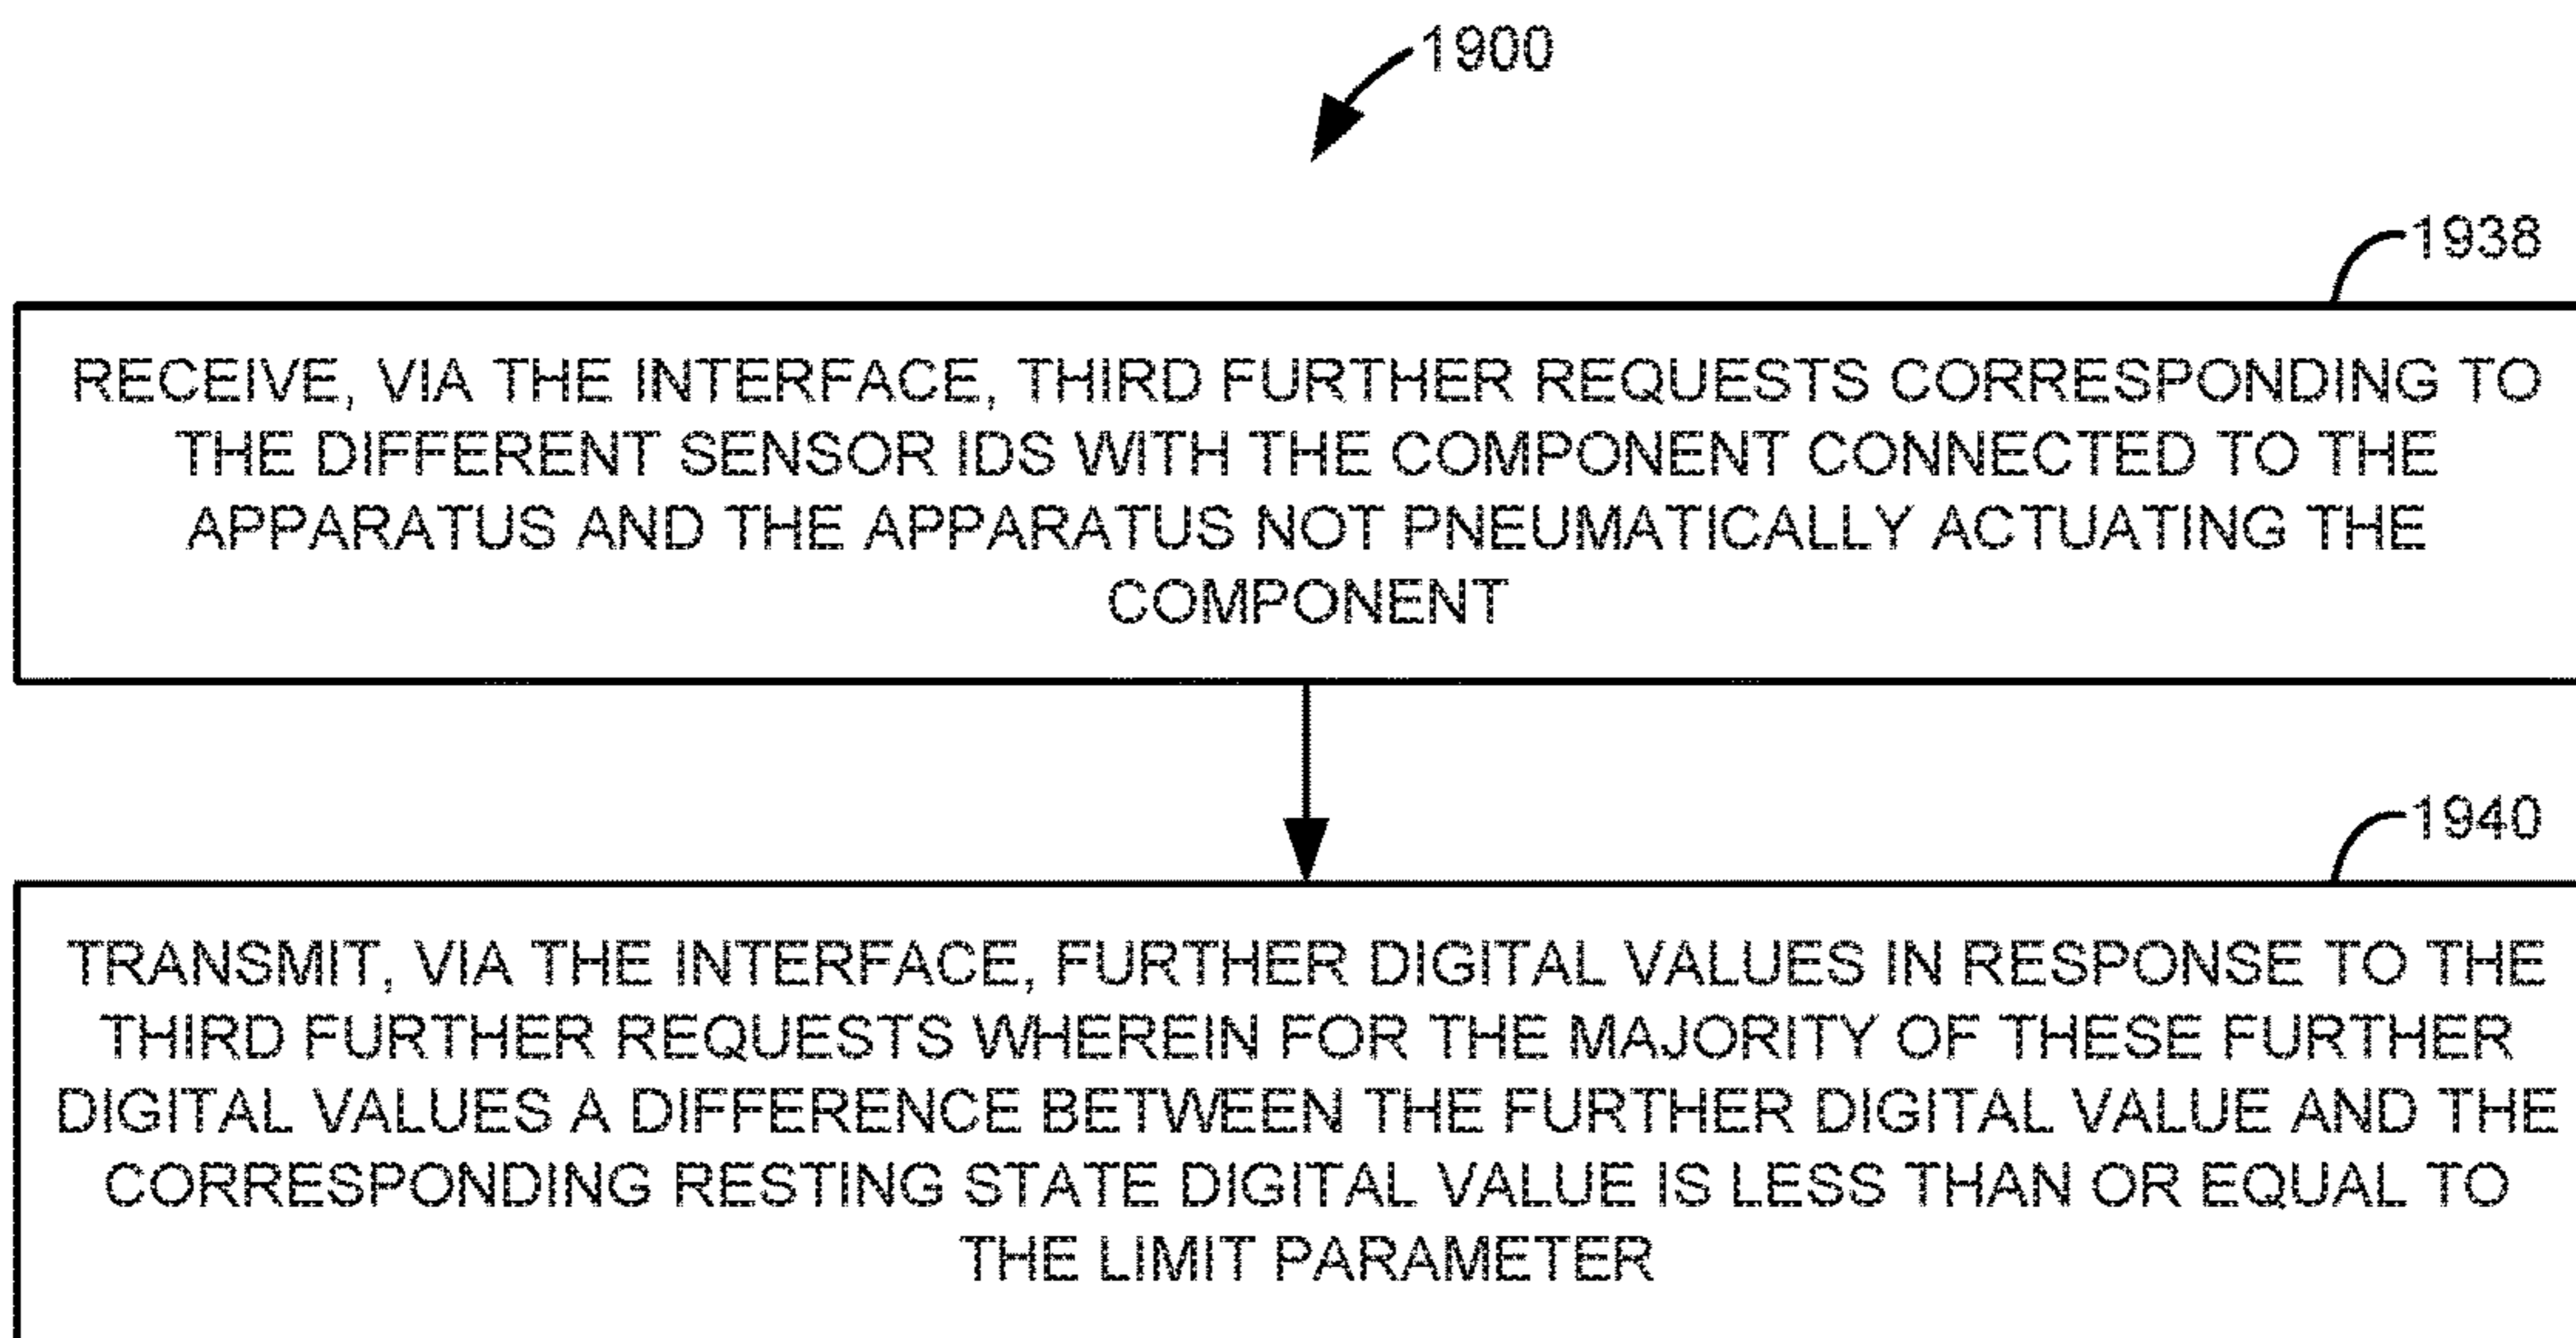 1900
1938
RECEIVE, VIA THE INTERFACE, THIRD FURTHER REQUESTS CORRESPONDING TO
THE DIFFERENT SENSOR IDS WITH THE COMPONENT CONNECTED TO THE
APPARATUS AND THE APPARATUS NOT PNEUMATICALLY ACTUATING THE
COMPONENT
1940
TRANSMIT, VIA THE INTERFACE, FURTHER DIGITAL VALUES IN RESPONSE TO THE
THIRD FURTHER REQUESTS WHEREIN FOR THE MAJORITY OF THESE FURTHER
DIGITAL VALUES A DIFFERENCE BETWEEN THE FURTHER DIGITAL VALUE AND THE
CORRESPONDING RESTING STATE DIGITAL VALUE IS LESS THAN OR EQUAL TO
THE LIMIT PARAMETER